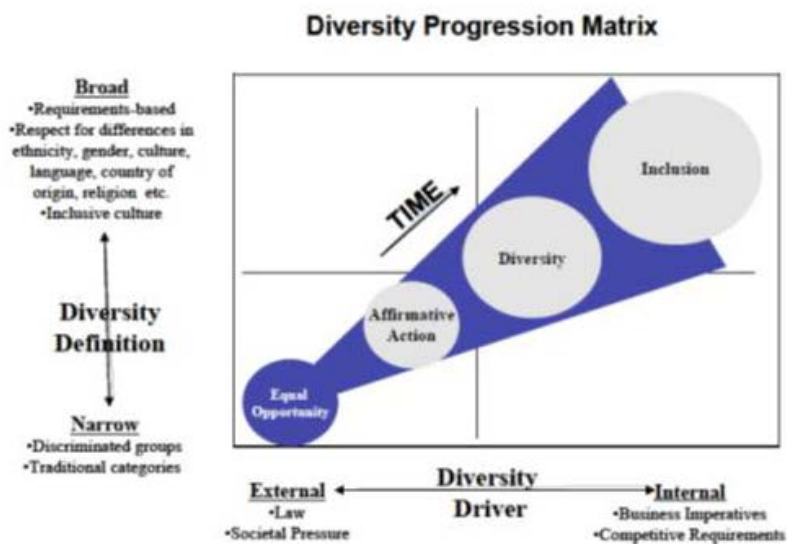 Diversity Progression Matrix
Broad
•Requirements-based
•Respect for differences in
ethnicity, gender, culture,
language, country of
origin, religion etc.
•Inclusive culture
Diversity
Definition
Narrow
•Discriminated groups
•Traditional categories
TIME
Inclusion
Diversity
Affirmative
Action
Equal
Opportunity
External
•Law
•Societal Pressure
Diversity
Driver
Internal
•Business Imperatives
•Competitive Requirements